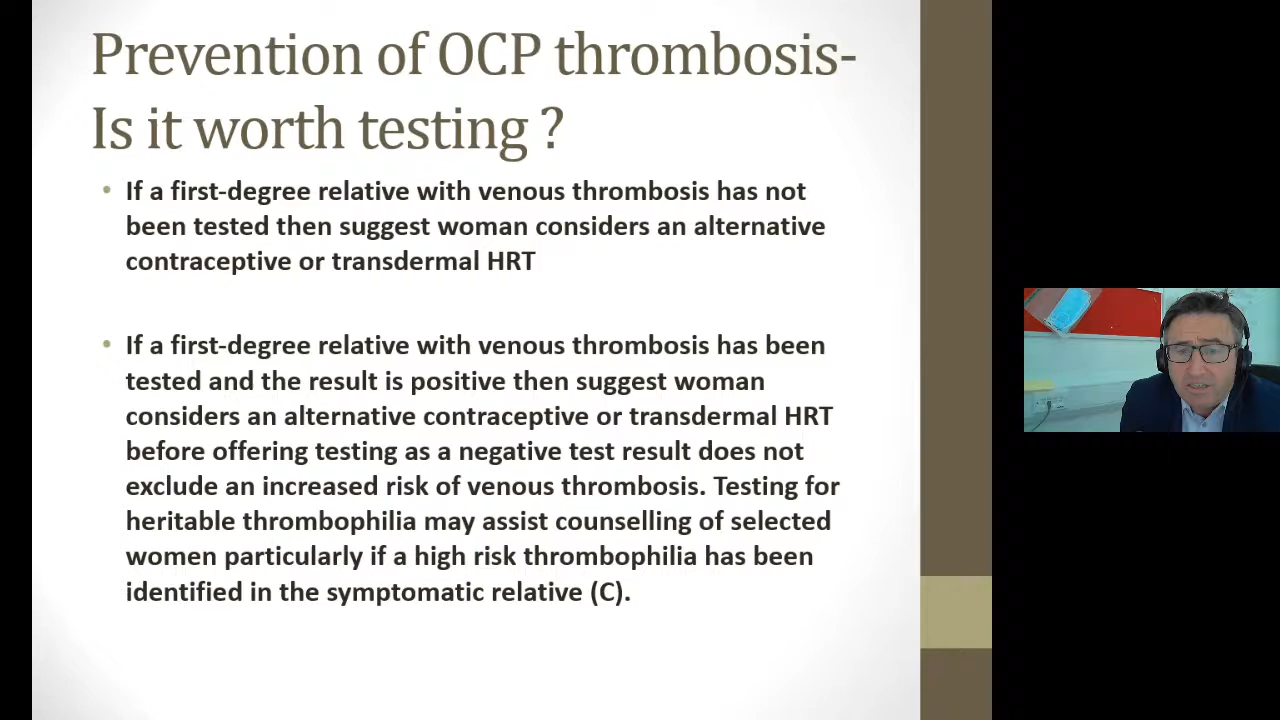 Prevention of OCP thrombosis-
Is it worth testing ?
• If a first-degree relative with venous thrombosis has not
been tested then suggest woman considers an alternative
contraceptive or transdermal HRT
• If a first-degree relative with venous thrombosis has been
tested and the result is positive then suggest woman
considers an alternative contraceptive or transdermal HRT
before offering testing as a negative test result does not
exclude an increased risk of venous thrombosis. Testing for
heritable thrombophilia may assist counselling of selected
women particularly if a high risk thrombophilia has been
identified in the symptomatic relative (C).